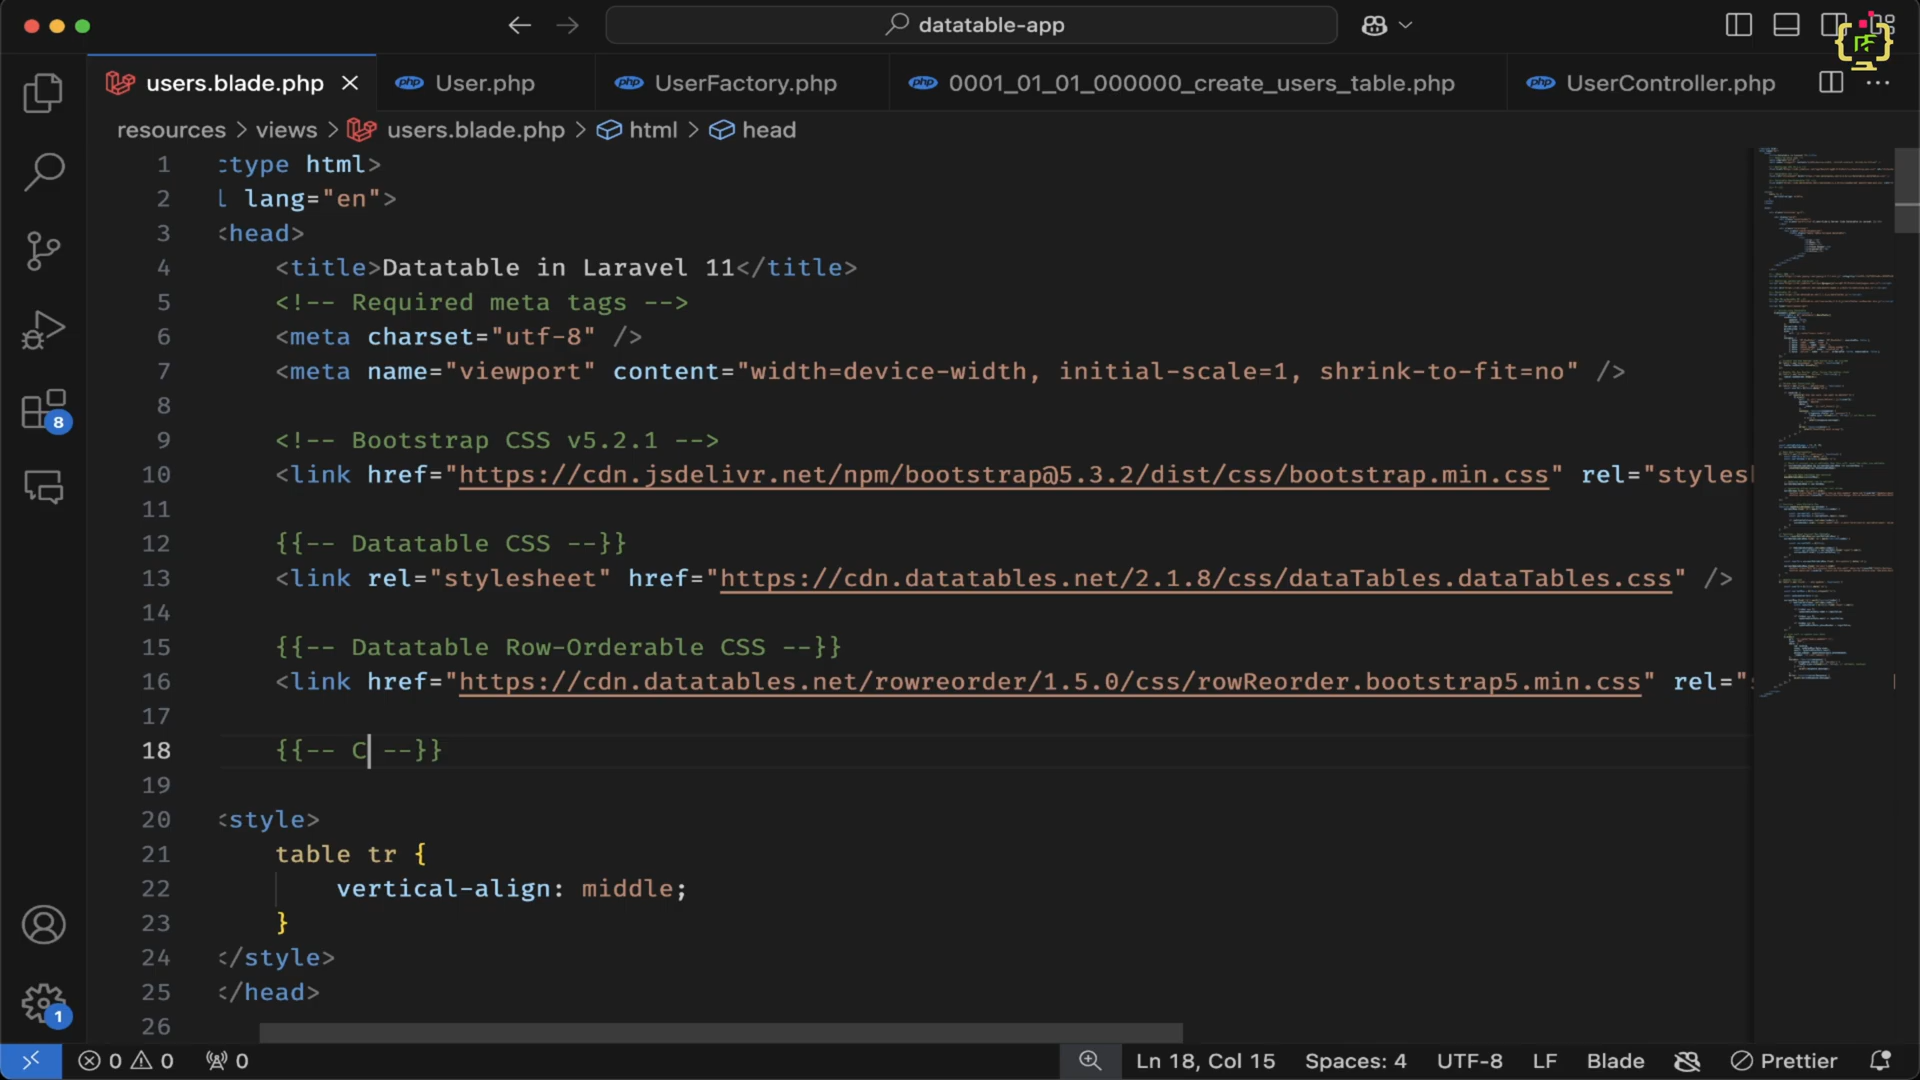 datatable-app
users.blade.php
User.php
UserFactory.php
0001_01_01_000000_create_users_table.php
UserController.php
resources > views > users.blade.php > html > head
1 ctype html>
2 l lang="en">
3 <head>
4 <title>Datatable in Laravel 11</title>
5 <!-- Required meta tags -->
6 <meta charset="utf-8" />
7 <meta name="viewport" content="width=device-width, initial-scale=1, shrink-to-fit=no" />
8
9 <!-- Bootstrap CSS v5.2.1 -->
10 <link href="https://cdn.jsdelivr.net/npm/bootstrap@5.3.2/dist/css/bootstrap.min.css" rel="styles
11
12 {{-- Datatable CSS --}}
13 <link rel="stylesheet" href="https://cdn.datatables.net/2.1.8/css/dataTables.dataTables.css" />
14
15 {{-- Datatable Row-Orderable CSS --}}
16 <link href="https://cdn.datatables.net/rowreorder/1.5.0/css/rowReorder.bootstrap5.min.css" rel="
17
18 {{-- C --}}
19
20 <style>
21 table tr {
22 vertical-align: middle;
23 }
24 </style>
25 </head>
26
8
1
0 0 0
Ln 18, Col 15
Spaces: 4
UTF-8
LF
Blade
Prettier